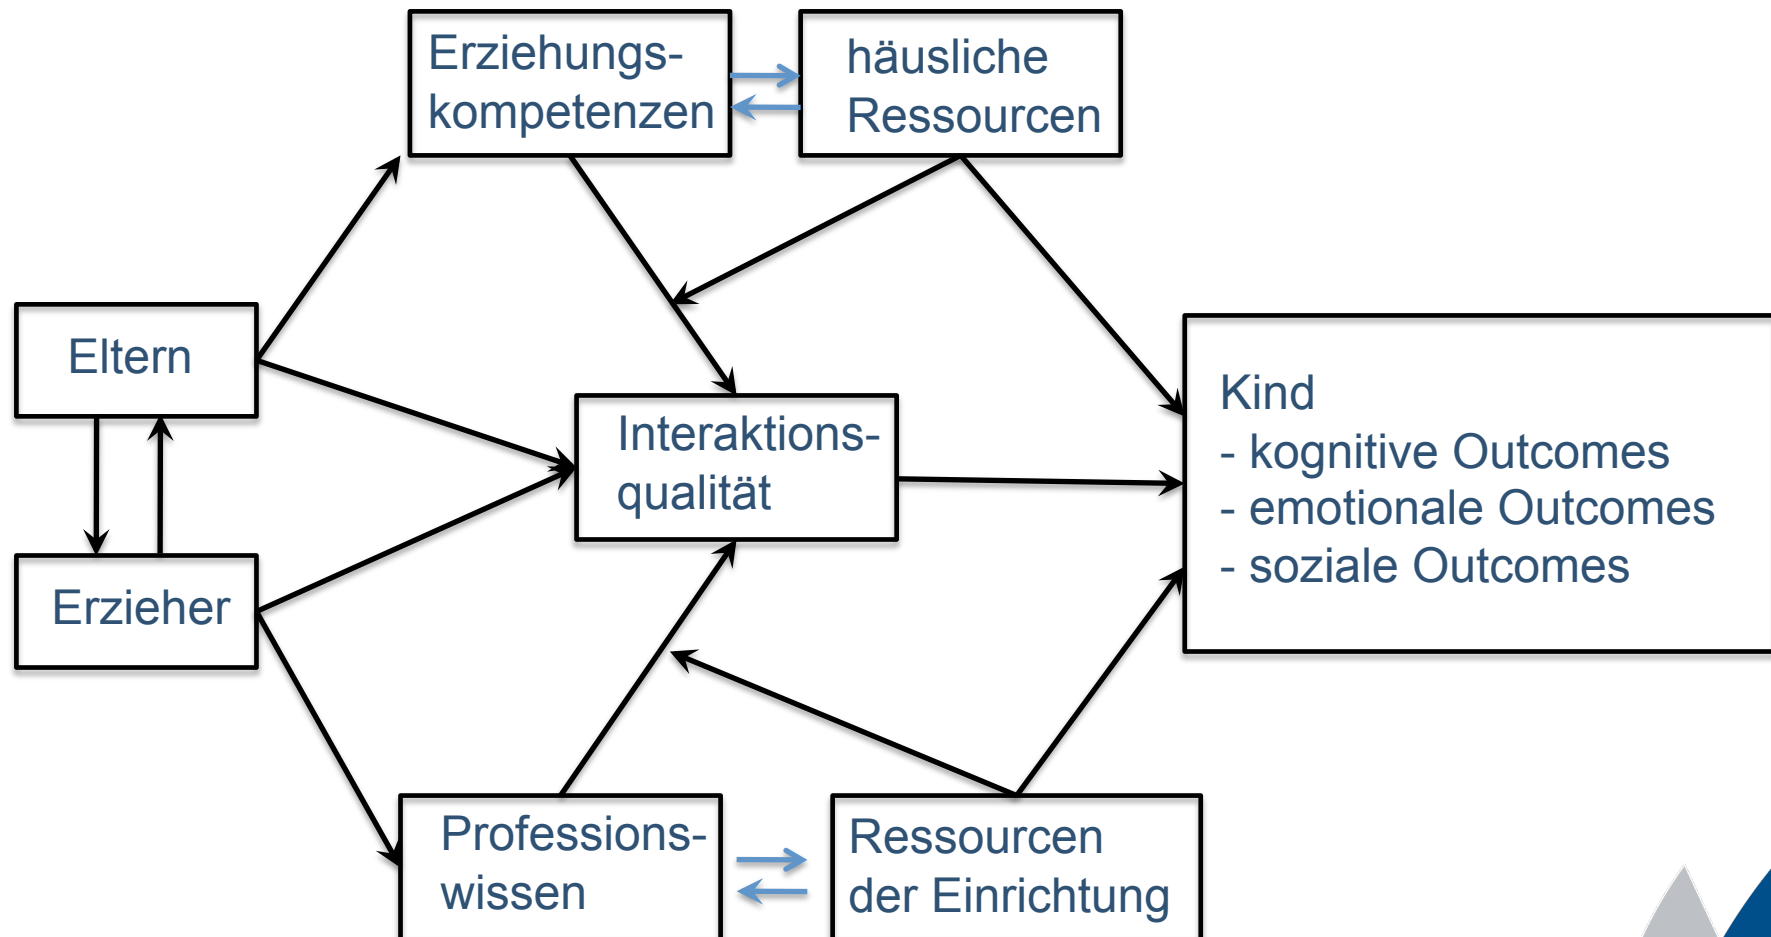 Erziehungs-
kompetenzen
häusliche
Ressourcen
Eltern
Erzieher
Interaktions-
qualität
Kind
- kognitive Outcomes
- emotionale Outcomes
- soziale Outcomes
Professions-
wissen
Ressourcen
der Einrichtung